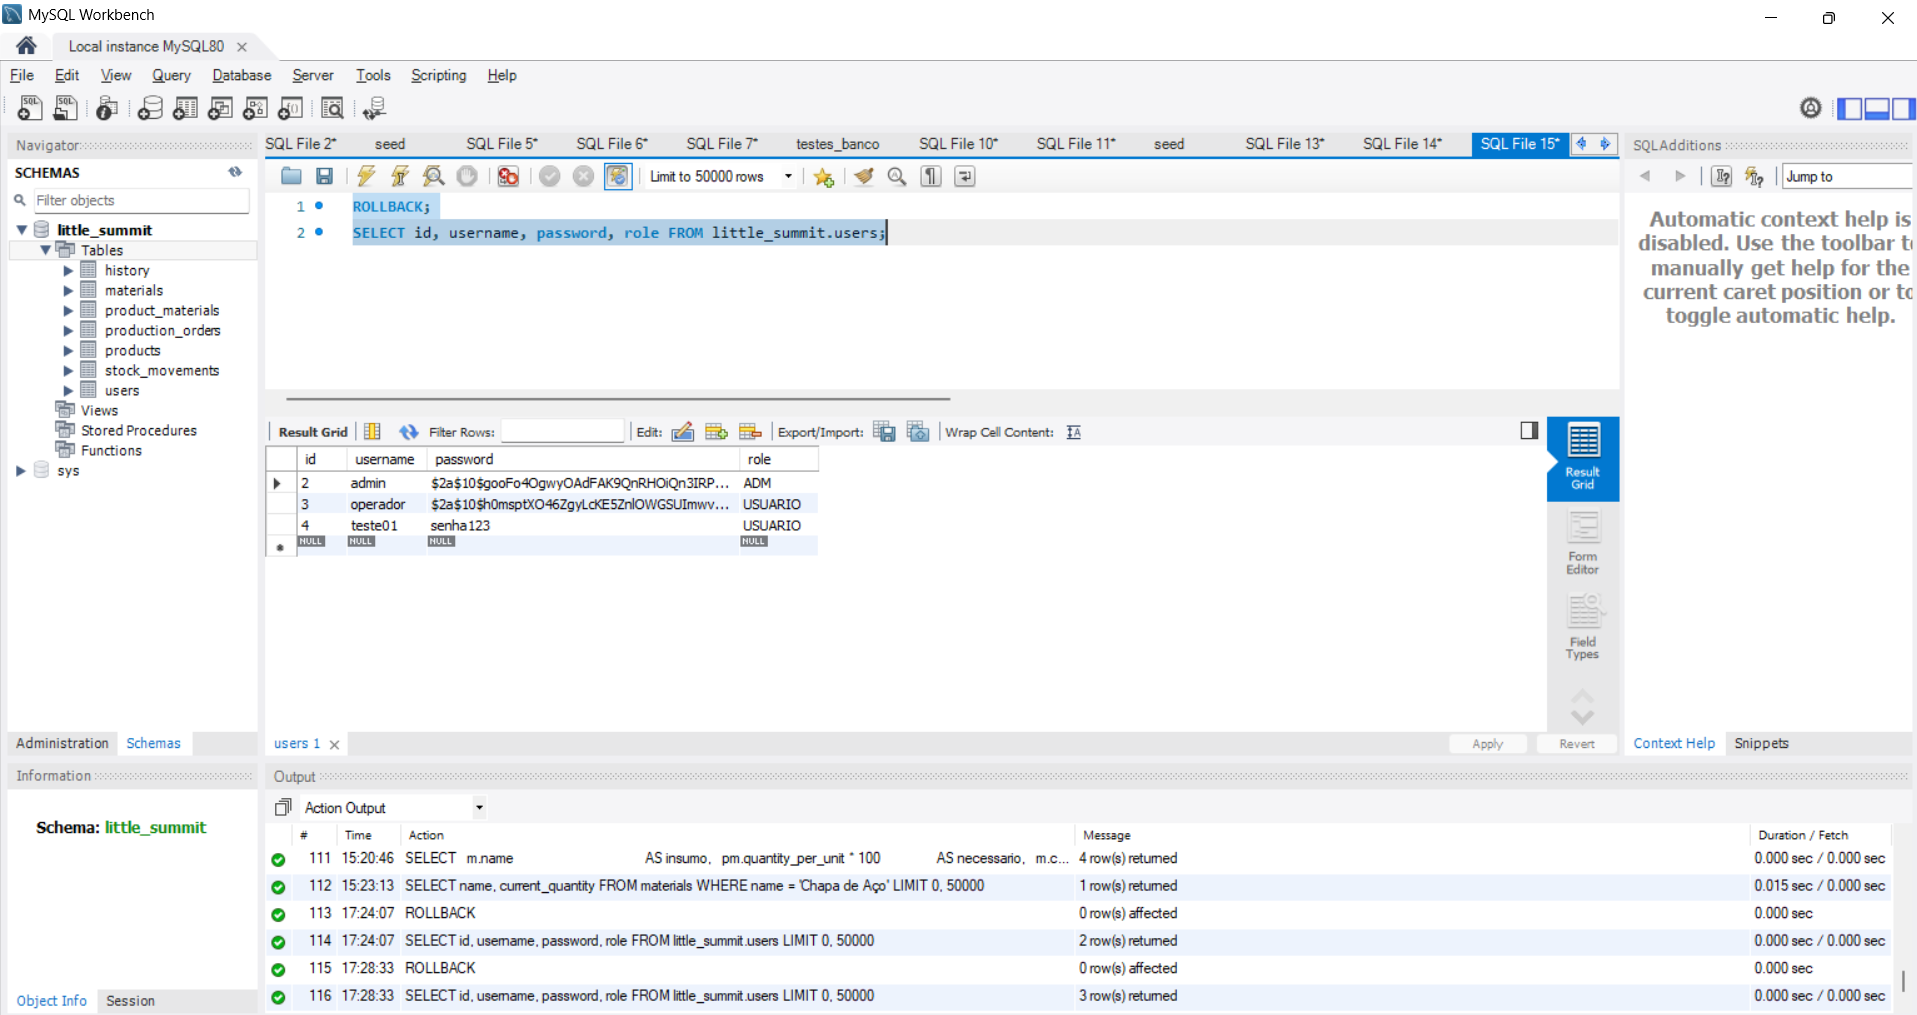 MySQL Workbench
Local instance MySQL80
File Edit View Query Database Server Tools Scripting Help
Navigator
SCHEMAS
Filter objects
little_summit
Tables
history
materials
product_materials
production_orders
products
stock_movements
users
Views
Stored Procedures
Functions
sys
Administration Schemas
Information
Schema: little_summit
Object Info Session
SQL File 2* seed SQL File 5* SQL File 6* SQL File 7* testes_banco SQL File 10* SQL File 11* seed SQL File 13* SQL File 14* SQL File 15*
Limit to 50000 rows
1 ROLLBACK;
2 SELECT id, username, password, role FROM little_summit.users;
Result Grid Filter Rows: Edit: Export/Import: Wrap Cell Content:
id username password role
2 admin $2a$10$gooFo4OgwyOAdFAK9QnRHOiQn3IRP... ADM
3 operador $2a$10$h0msptXO46ZgyLcKE5ZnlOWGSUImwv... USUARIO
4 teste01 senha123 USUARIO
NULL NULL NULL NULL
Result Grid
Form Editor
Field Types
users 1
Apply Revert
SQLAdditions
Jump to
Automatic context help is
disabled. Use the toolbar t
manually get help for the
current caret position or to
toggle automatic help.
Context Help Snippets
Output
Action Output
# Time Action Message Duration / Fetch
111 15:20:46 SELECT m.name AS insumo, pm.quantity_per_unit * 100 AS necessario, m.c... 4 row(s) returned 0.000 sec / 0.000 sec
112 15:23:13 SELECT name, current_quantity FROM materials WHERE name = 'Chapa de Aço' LIMIT 0, 50000 1 row(s) returned 0.015 sec / 0.000 sec
113 17:24:07 ROLLBACK 0 row(s) affected 0.000 sec
114 17:24:07 SELECT id, username, password, role FROM little_summit.users LIMIT 0, 50000 2 row(s) returned 0.000 sec / 0.000 sec
115 17:28:33 ROLLBACK 0 row(s) affected 0.000 sec
116 17:28:33 SELECT id, username, password, role FROM little_summit.users LIMIT 0, 50000 3 row(s) returned 0.000 sec / 0.000 sec